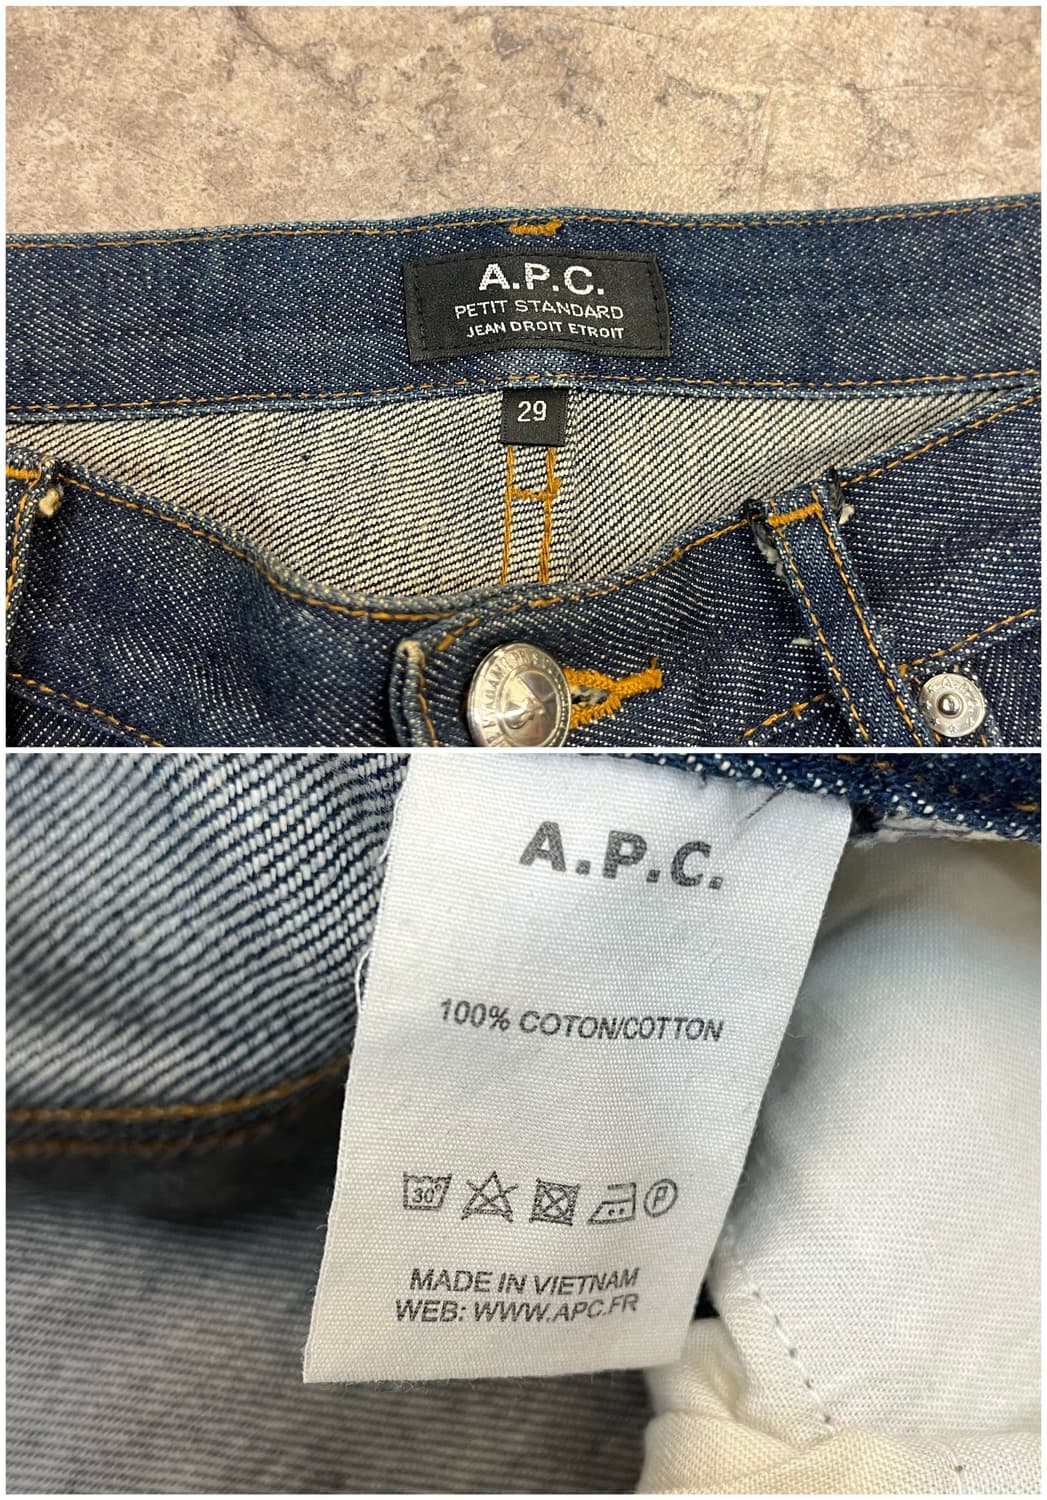 A.P.C.
PETIT STANDARD
JEAN DROIT ETROIT
29
A.P.C.
100% COTON/COTTON
30°
P
MADE IN VIETNAM
WEB: WWW.APC.FR